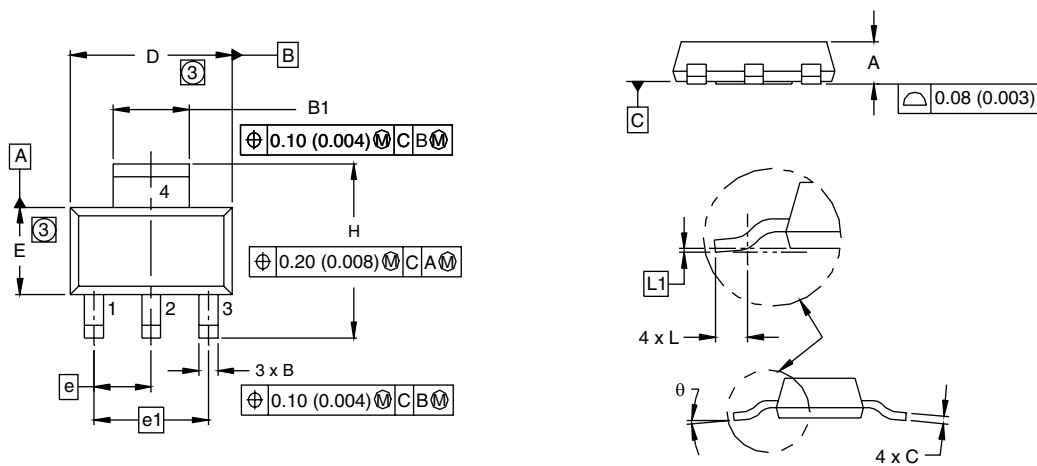 D
B
3
B1
⌖ 0.10 (0.004) Ⓜ C B Ⓜ
A
4
3
E
H
⌖ 0.20 (0.008) Ⓜ C A Ⓜ
1
2
3
3 x B
e
⌖ 0.10 (0.004) Ⓜ C B Ⓜ
e1
A
0.08 (0.003)
C
L1
4 x L
θ
4 x C